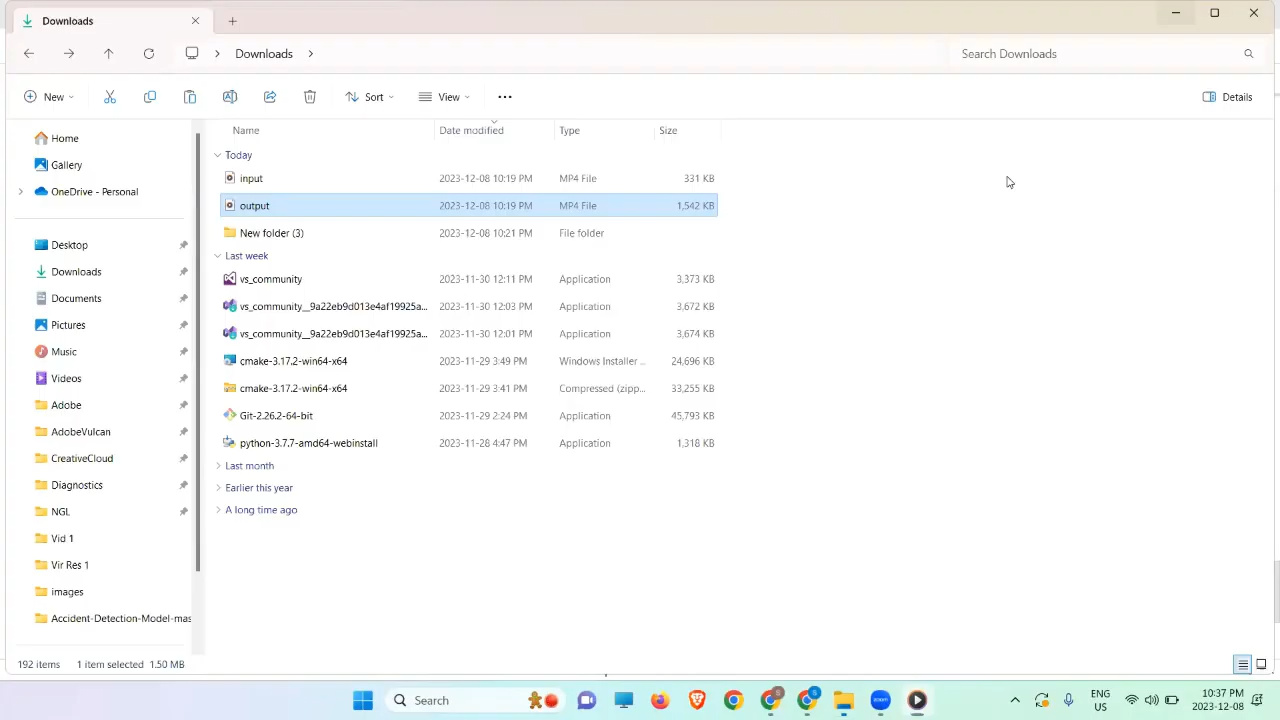 Downloads
Downloads
Search Downloads
New
Sort
View
Details
Home
Gallery
OneDrive - Personal
Desktop
Downloads
Documents
Pictures
Music
Videos
Adobe
AdobeVulcan
CreativeCloud
Diagnostics
NGL
Vid 1
Vir Res 1
images
Accident-Detection-Model-mas
Name Date modified Type Size
Today
input 2023-12-08 10:19 PM MP4 File 331 KB
output 2023-12-08 10:19 PM MP4 File 1,542 KB
New folder (3) 2023-12-08 10:21 PM File folder
Last week
vs_community 2023-11-30 12:11 PM Application 3,373 KB
vs_community__9a22eb9d013e4af19925a... 2023-11-30 12:03 PM Application 3,672 KB
vs_community__9a22eb9d013e4af19925a... 2023-11-30 12:01 PM Application 3,674 KB
cmake-3.17.2-win64-x64 2023-11-29 3:49 PM Windows Installer ... 24,696 KB
cmake-3.17.2-win64-x64 2023-11-29 3:41 PM Compressed (zipp... 33,255 KB
Git-2.26.2-64-bit 2023-11-29 2:24 PM Application 45,793 KB
python-3.7.7-amd64-webinstall 2023-11-28 4:47 PM Application 1,318 KB
Last month
Earlier this year
A long time ago
192 items 1 item selected 1.50 MB
Search
S
S
zoom
ENG
US
10:37 PM
2023-12-08